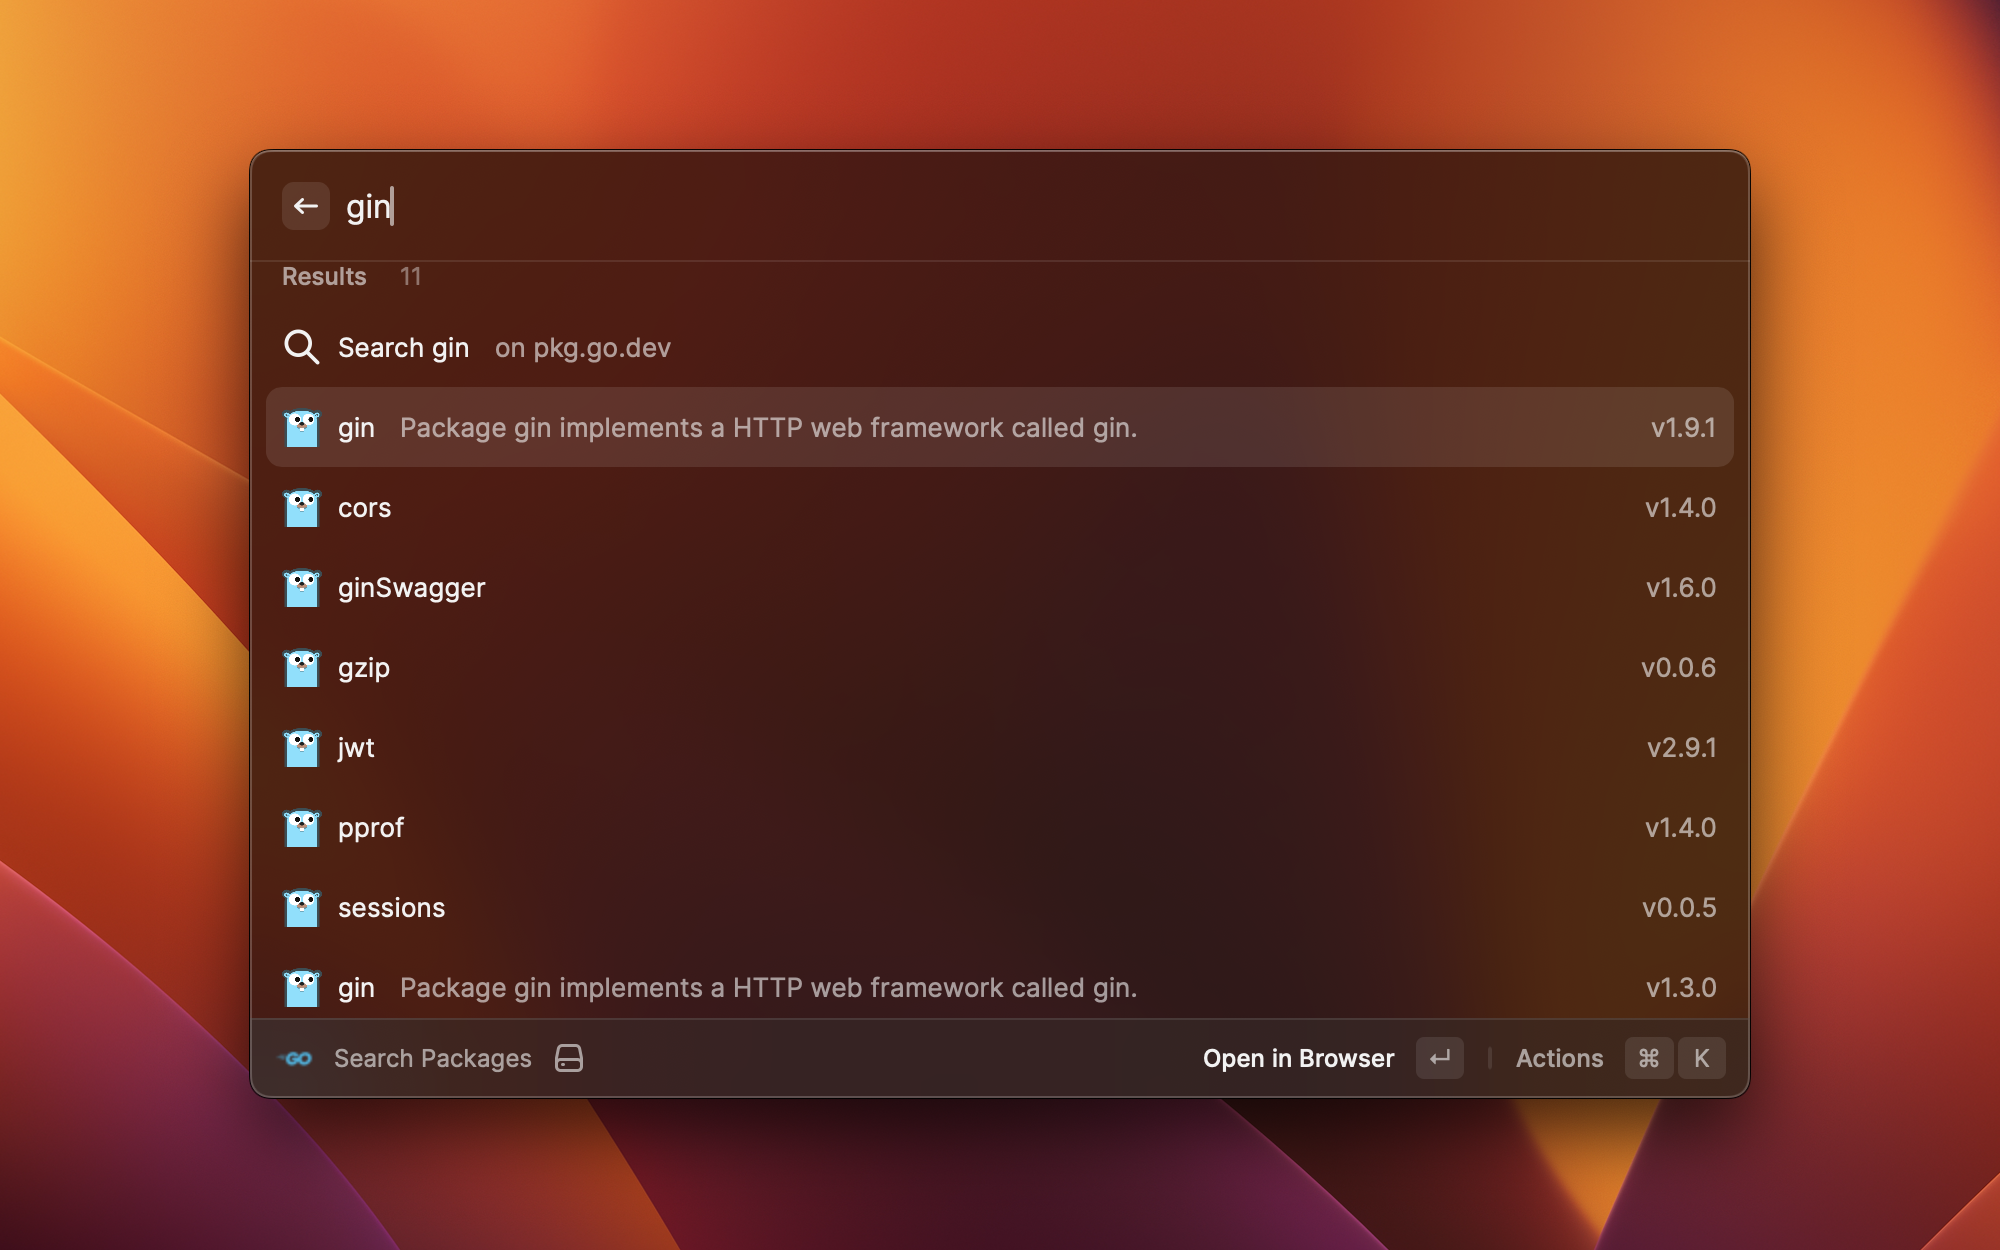 gin
Results 11
Search gin on pkg.go.dev
gin Package gin implements a HTTP web framework called gin. v1.9.1
cors v1.4.0
ginSwagger v1.6.0
gzip v0.0.6
jwt v2.9.1
pprof v1.4.0
sessions v0.0.5
gin Package gin implements a HTTP web framework called gin. v1.3.0
GO Search Packages Open in Browser ↵ Actions ⌘ K